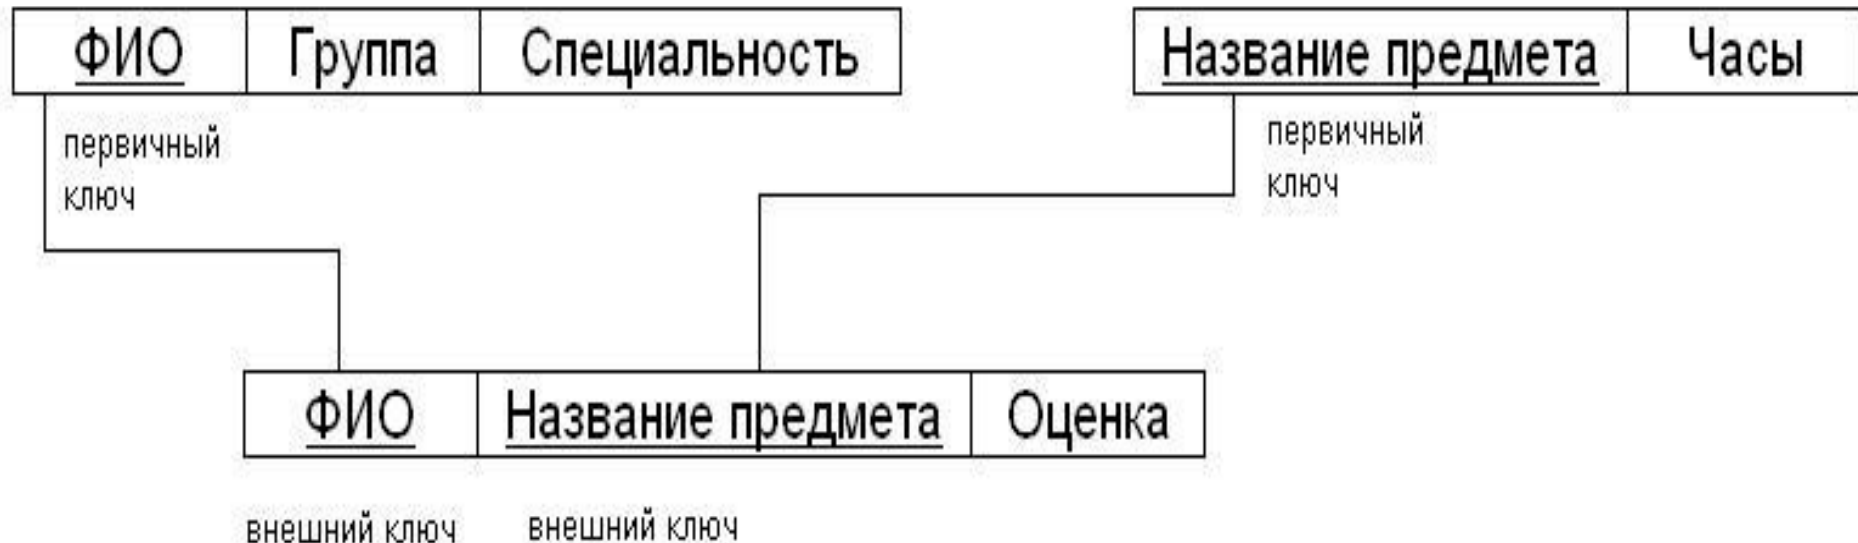 ФИО Группа Специальность
Название предмета Часы
первичный
ключ
первичный
ключ
ФИО Название предмета Оценка
внешний ключ
внешний ключ